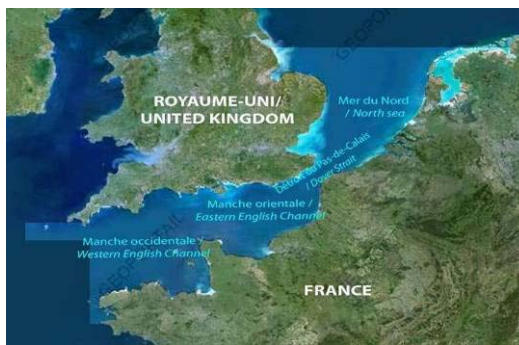 ROYAUME-UNI/
UNITED KINGDOM
Mer du Nord
/ North sea
Détroit du Pas-de-Calais
/ Dover Strait
Manche orientale /
Eastern English Channel
Manche occidentale
Western English Channel
FRANCE